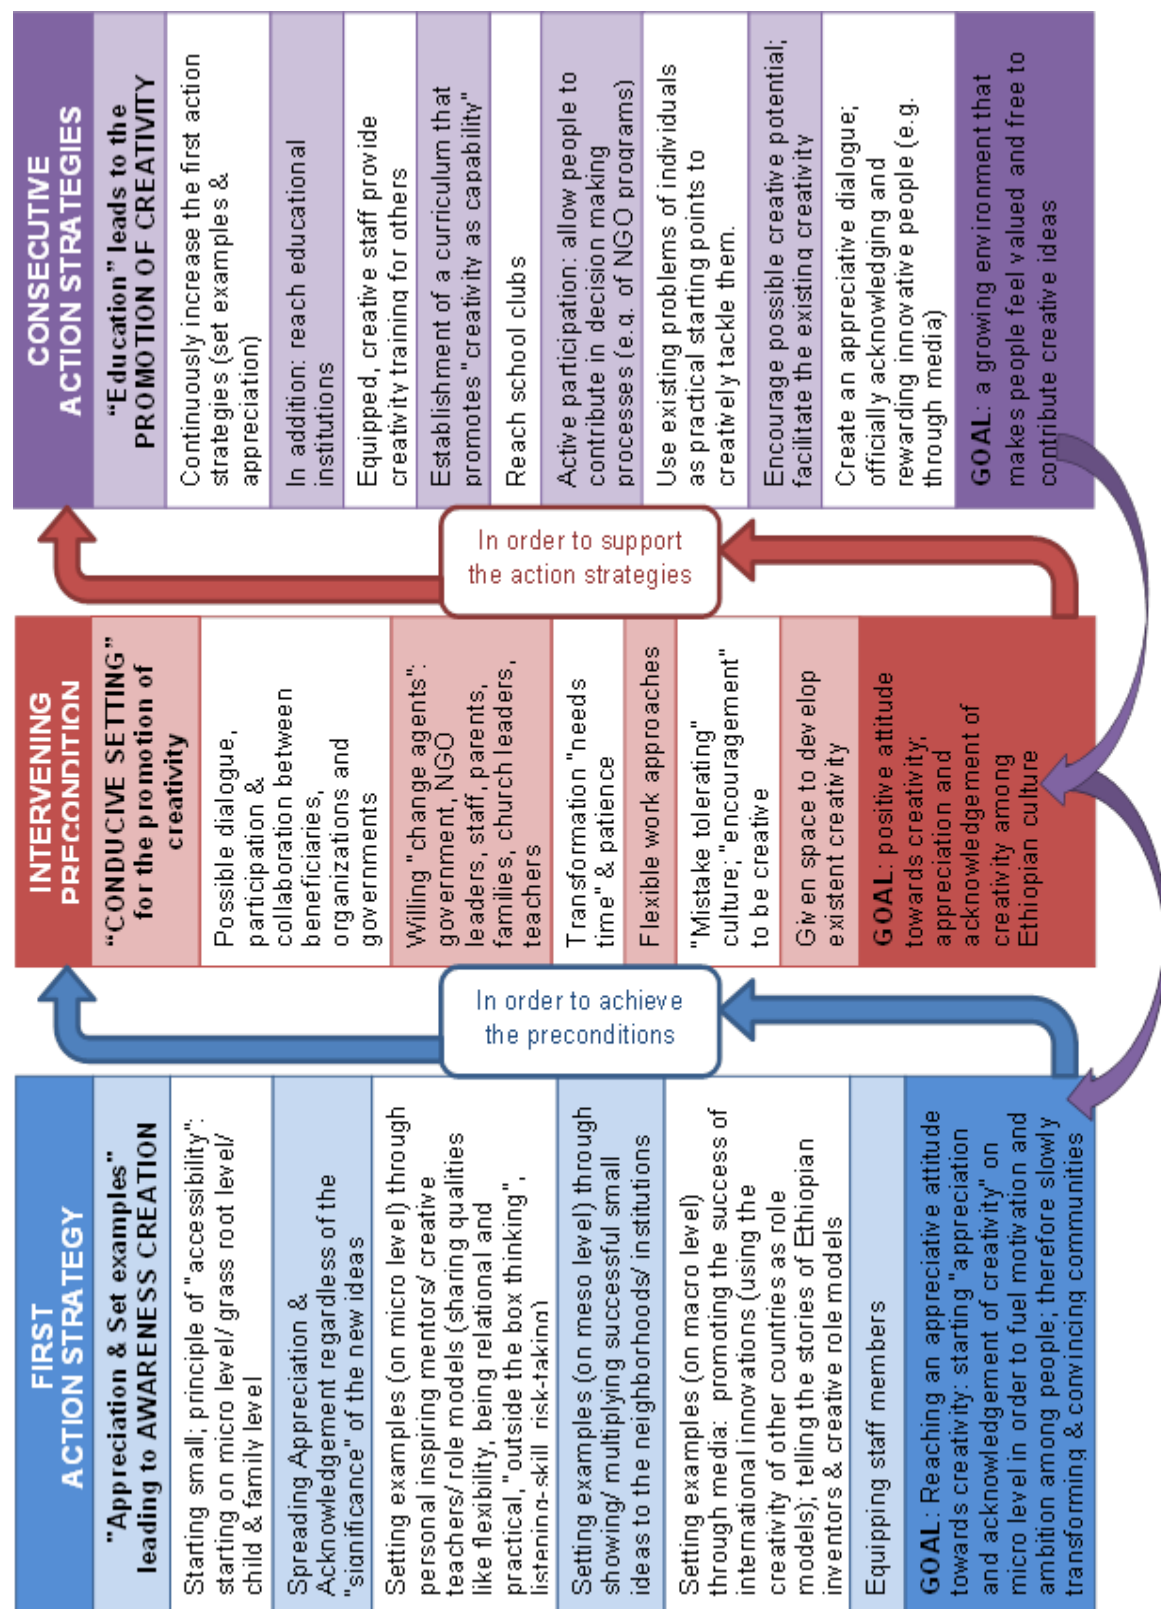 FIRST
ACTION STRATEGY
"Appreciation & Set examples"
leading to AWARENESS CREATION
Starting small; principle of "accessibility":
starting on micro level/ grass root level/
child & family level
Spreading Appreciation &
Acknowledgement regardless of the
"significance" of the new ideas
Setting examples (on micro level) through
personal inspiring mentors/ creative
teachers/ role models (sharing qualities
like flexibility, being relational and
practical, "outside the box thinking",
listening-skill, risk-taking)
Setting examples (on meso level) through
showing/ multiplying successful small
ideas to the neighborhoods/ institutions
Setting examples (on macro level)
through media: promoting the success of
international innovations (using the
creativity of other countries as role
models); telling the stories of Ethiopian
inventors & creative role models
Equipping staff members
GOAL: Reaching an appreciative attitude
towards creativity: starting "appreciation
and acknowledgement of creativity" on
micro level in order to fuel motivation and
ambition among people; therefore slowly
transforming & convincing communities
In order to achieve
the preconditions
INTERVENING
PRECONDITION
"CONDUCIVE SETTING"
for the promotion of
creativity
Possible dialogue,
participation &
collaboration between
beneficiaries,
organizations and
governments
Willing "change agents":
government, NGO
leaders, staff, parents,
families, church leaders,
teachers
Transformation "needs
time" & patience
Flexible work approaches
"Mistake tolerating"
culture; "encouragement"
to be creative
Given space to develop
existent creativity
GOAL: positive attitude
towards creativity;
appreciation and
acknowledgement of
creativity among
Ethiopian culture
In order to support
the action strategies
CONSECUTIVE
ACTION STRATEGIES
"Education" leads to the
PROMOTION OF CREATIVITY
Continuously increase the first action
strategies (set examples &
appreciation)
In addition: reach educational
institutions
Equipped, creative staff provide
creativity training for others
Establishment of a curriculum that
promotes "creativity as capability"
Reach school clubs
Active participation: allow people to
contribute in decision making
processes (e.g. of NGO programs)
Use existing problems of individuals
as practical starting points to
creatively tackle them.
Encourage possible creative potential;
facilitate the existing creativity
Create an appreciative dialogue;
officially acknowledging and
rewarding innovative people (e.g.
through media)
GOAL: a growing environment that
makes people feel valued and free to
contribute creative ideas